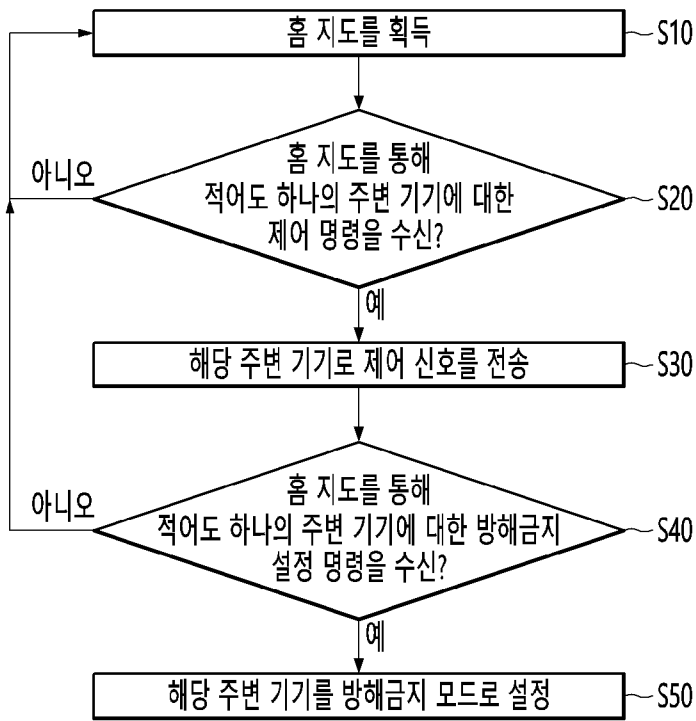 홈 지도를 획득
S10
홈 지도를 통해
적어도 하나의 주변 기기에 대한
제어 명령을 수신?
S20
아니오
예
해당 주변 기기로 제어 신호를 전송
S30
홈 지도를 통해
적어도 하나의 주변 기기에 대한 방해금지
설정 명령을 수신?
S40
아니오
예
해당 주변 기기를 방해금지 모드로 설정
S50